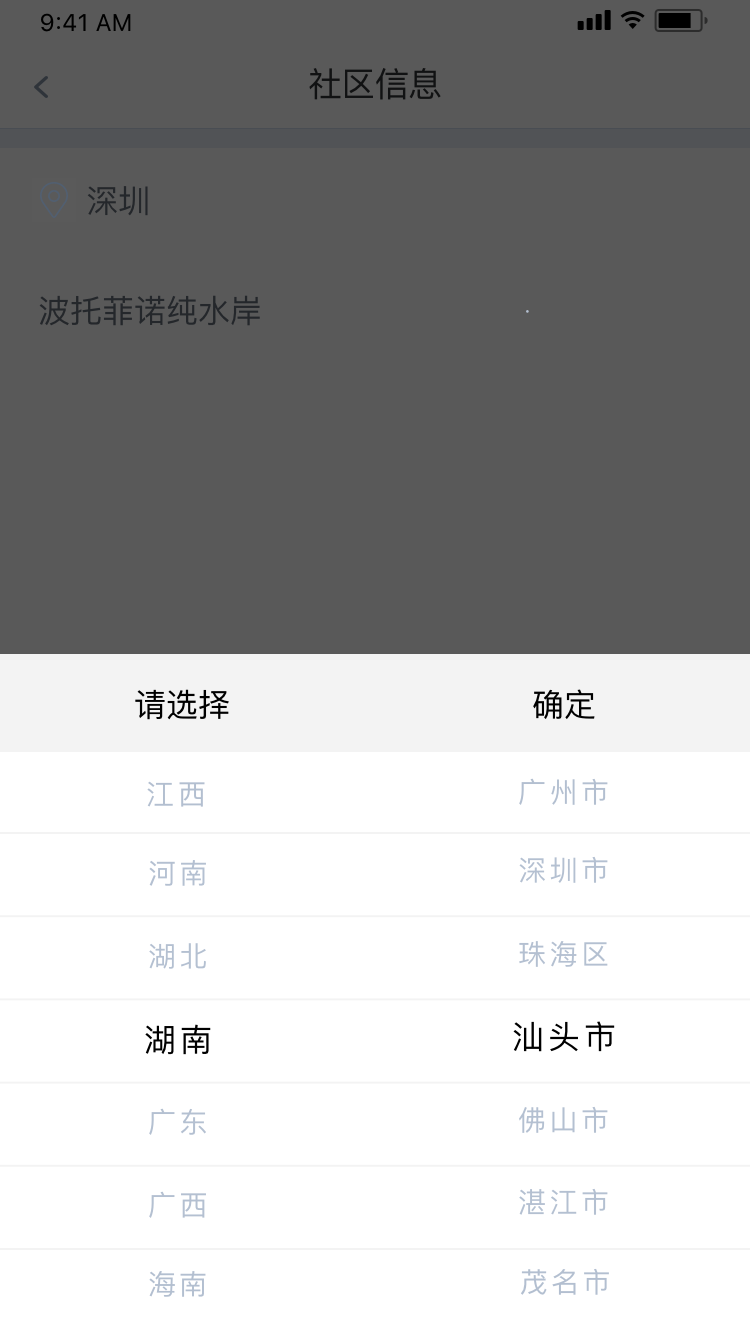 9:41 AM
社区信息
深圳
波托菲诺纯水岸
请选择 确定
江西 广州市
河南 深圳市
湖北 珠海区
湖南 汕头市
广东 佛山市
广西 湛江市
海南 茂名市